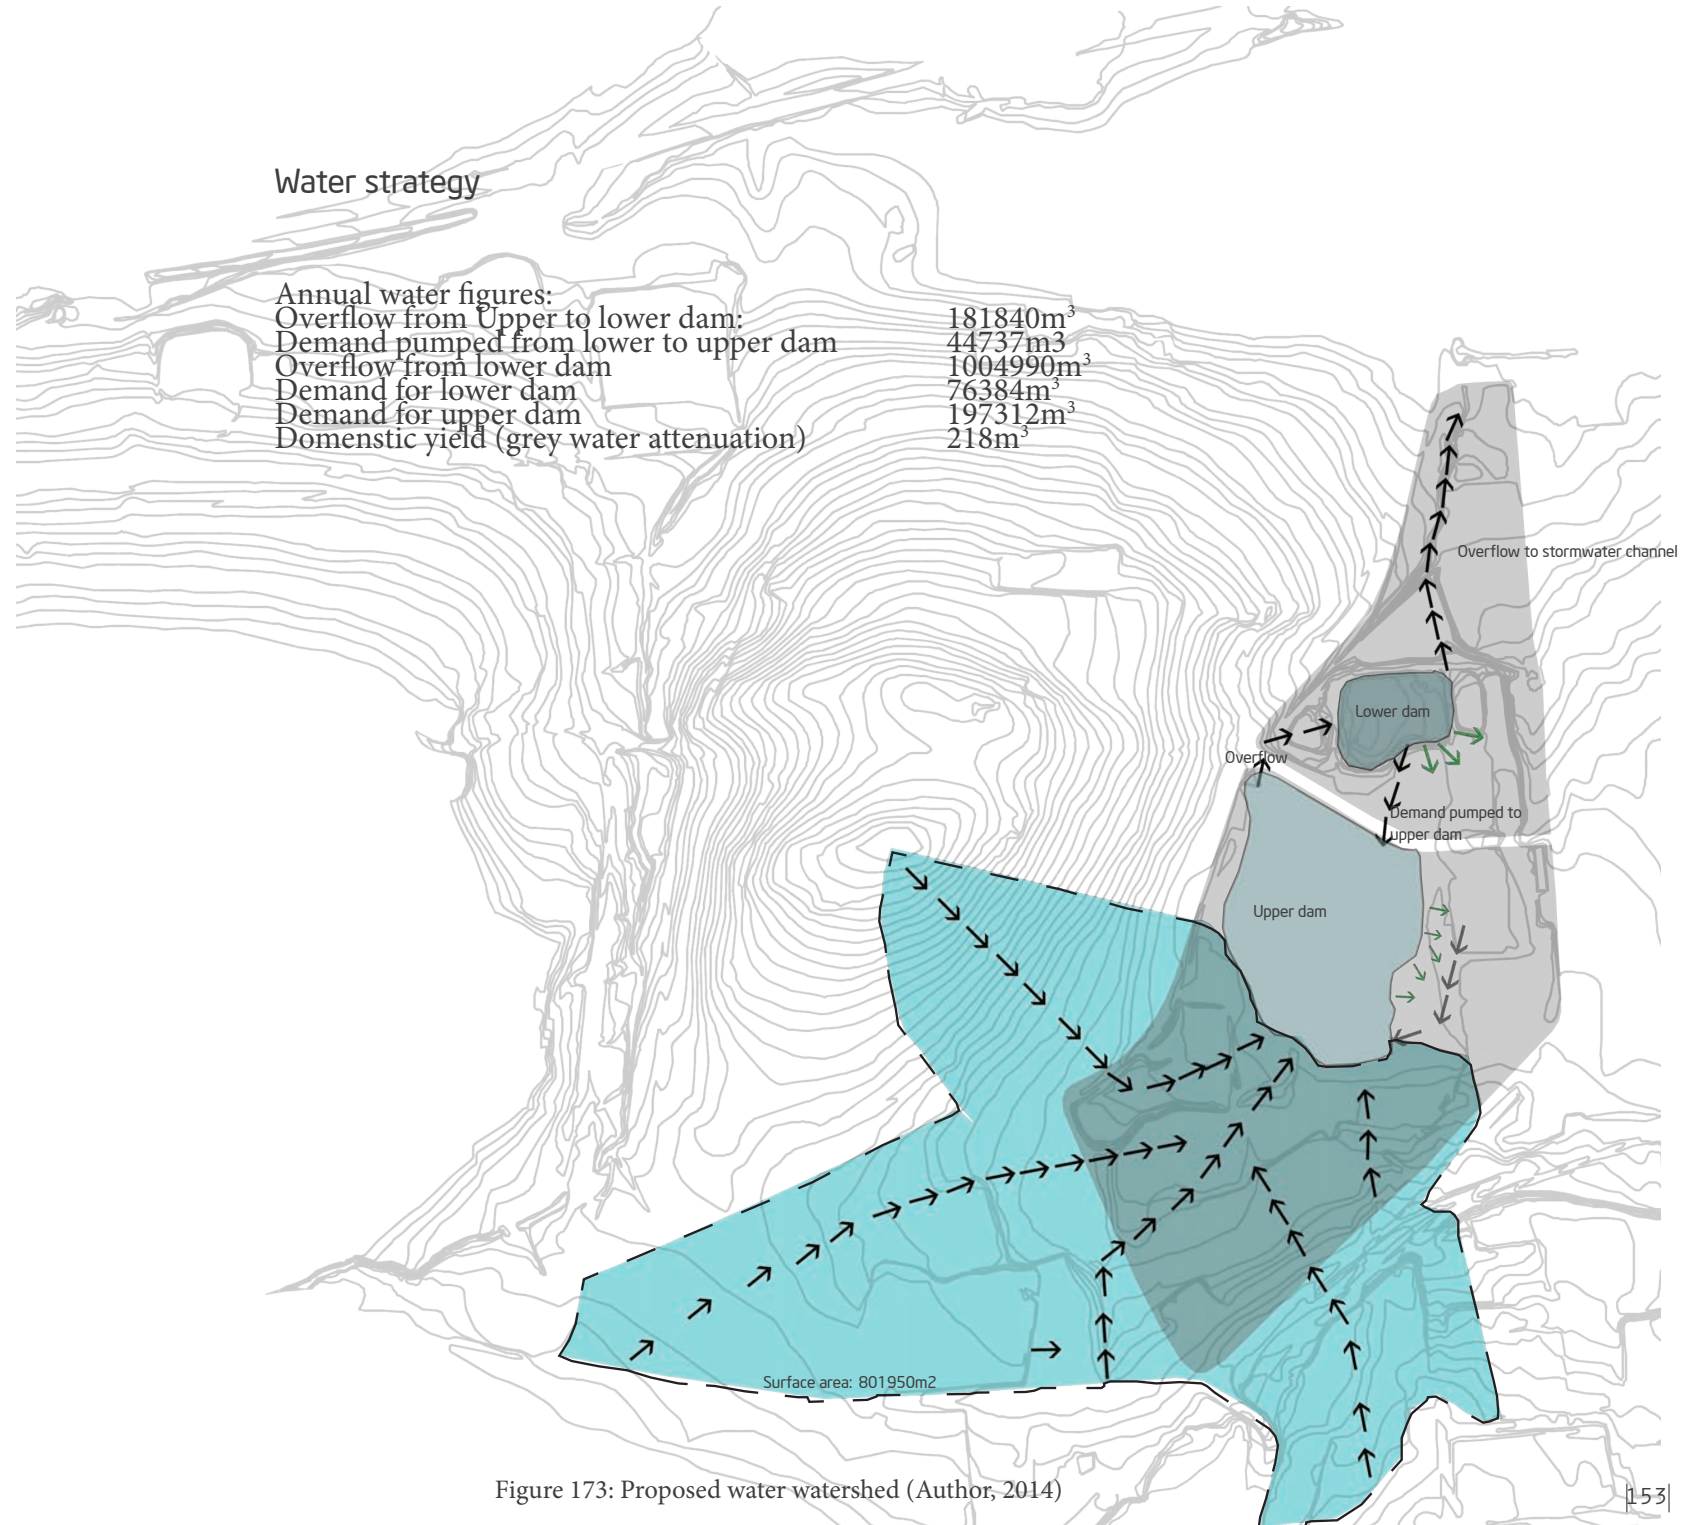 Water strategy
Annual water figures:
Overflow from Upper to lower dam: 181840m³
Demand pumped from lower to upper dam 44737m3
Overflow from lower dam 1004990m³
Demand for lower dam 76384m³
Demand for upper dam 197312m³
Domenstic yield (grey water attenuation) 218m³
Overflow to stormwater channel
Lower dam
Overflow
Demand pumped to
upper dam
Upper dam
Surface area: 801950m2
Figure 173: Proposed water watershed (Author, 2014)
|153|